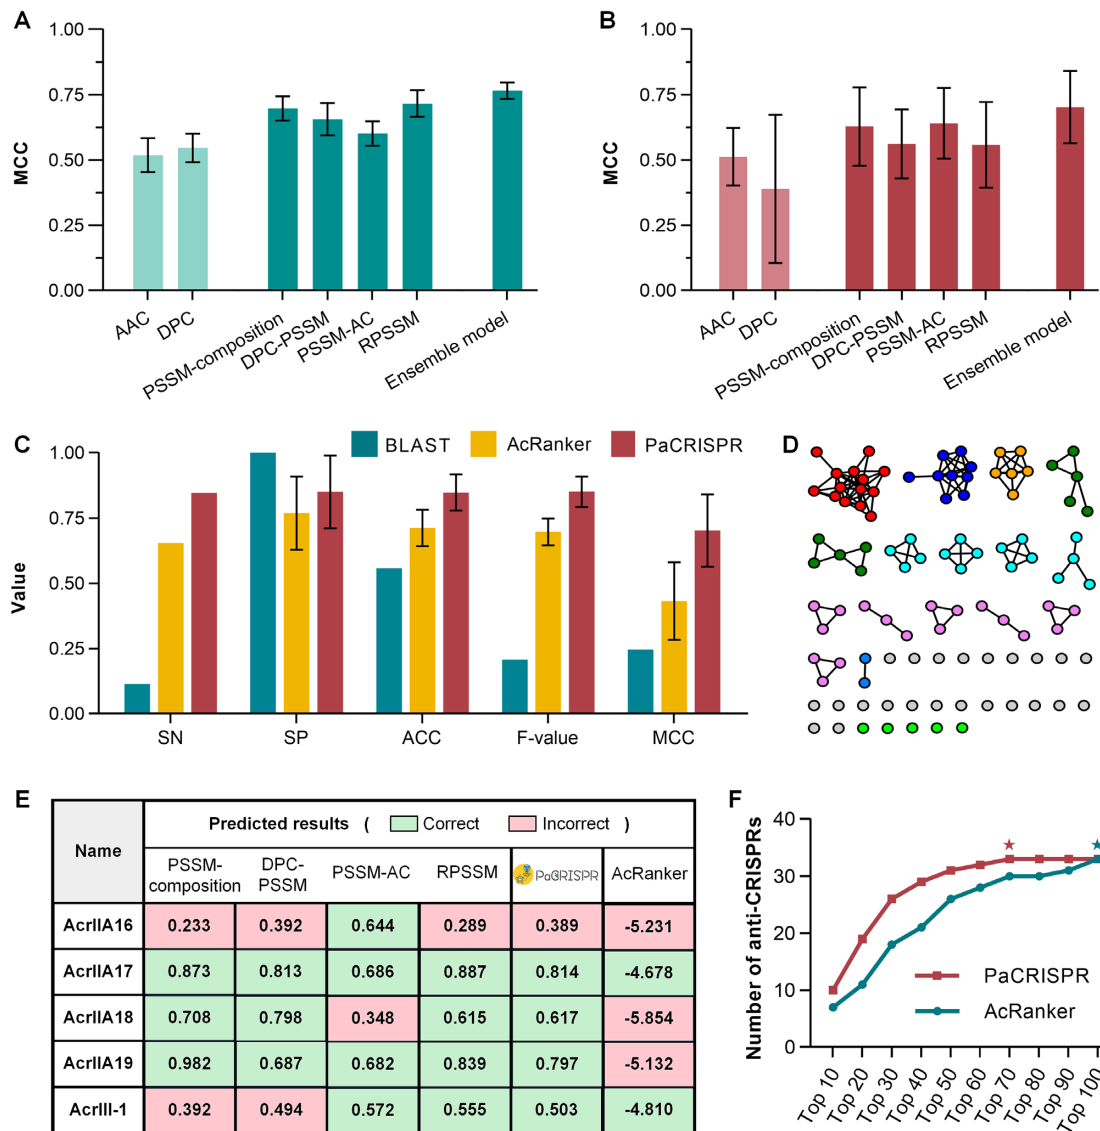 A
1.00
0.75
0.50
0.25
0.00
MCC
AAC
DPC
PSSM-composition
DPC-PSSM
PSSM-AC
RPSSM
Ensemble model
B
1.00
0.75
0.50
0.25
0.00
MCC
AAC
DPC
PSSM-composition
DPC-PSSM
PSSM-AC
RPSSM
Ensemble model
C
BLAST AcRanker PaCRISPR
1.00
0.75
0.50
0.25
0.00
Value
SN SP ACC F-value MCC
D
E
Name
Predicted results ( Correct Incorrect )
PSSM-
composition
DPC-
PSSM
PSSM-AC
RPSSM
PaCRISPR
AcRanker
AcrIIA16 0.233 0.392 0.644 0.289 0.389 -5.231
AcrIIA17 0.873 0.813 0.686 0.887 0.814 -4.678
AcrIIA18 0.708 0.798 0.348 0.615 0.617 -5.854
AcrIIA19 0.982 0.687 0.682 0.839 0.797 -5.132
AcrIII-1 0.392 0.494 0.572 0.555 0.503 -4.810
F
40
30
20
10
0
Number of anti-CRISPRs
PaCRISPR
AcRanker
Top 10
Top 20
Top 30
Top 40
Top 50
Top 60
Top 70
Top 80
Top 90
Top 100